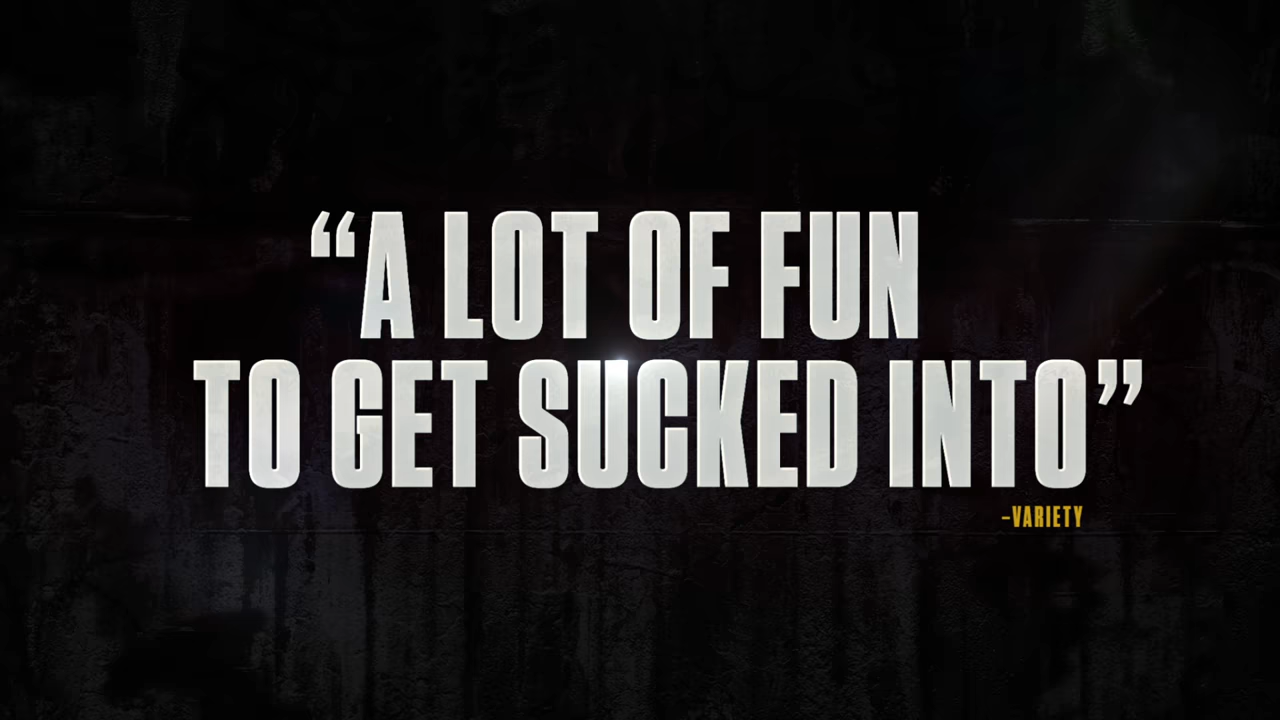 “A LOT OF FUN
TO GET SUCKED INTO”
–VARIETY